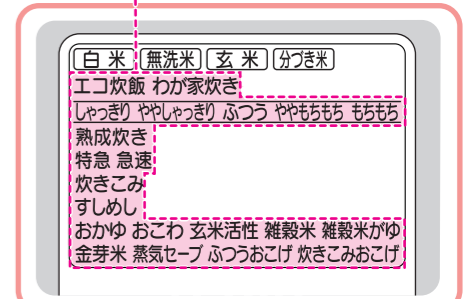 白米 無洗米 玄米 分づき米
エコ炊飯 わが家炊き
しゃっきり ややしゃっきり ふつう ややもちもち もちもち
熟成炊き
特急 急速
炊きこみ
すしめし
おかゆ おこわ 玄米活性 雑穀米 雑穀米がゆ
金芽米 蒸気セーブ ふつうおこげ 炊きこみおこげ